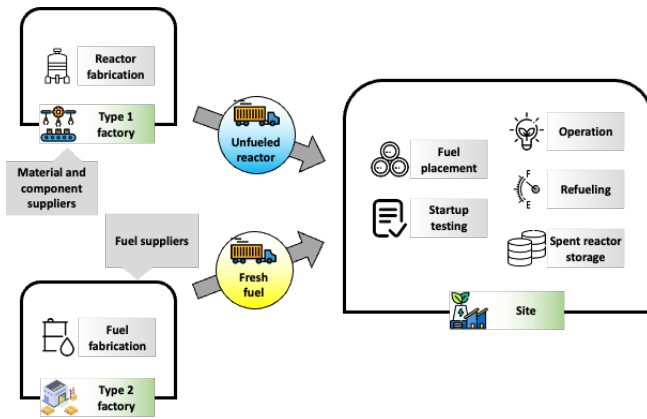 Reactor
fabrication
Type 1
factory
Material and
component
suppliers
Unfueled
reactor
Fuel suppliers
Fresh
fuel
Fuel
fabrication
Type 2
factory
Fuel
placement
Startup
testing
Operation
F
E
Refueling
Spent reactor
storage
Site